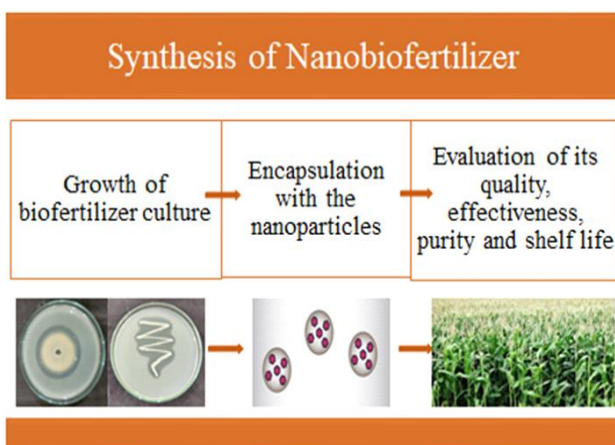 Synthesis of Nanobiofertilizer
Growth of
biofertilizer culture
Encapsulation
with the
nanoparticles
Evaluation of its
quality,
effectiveness,
purity and shelf life